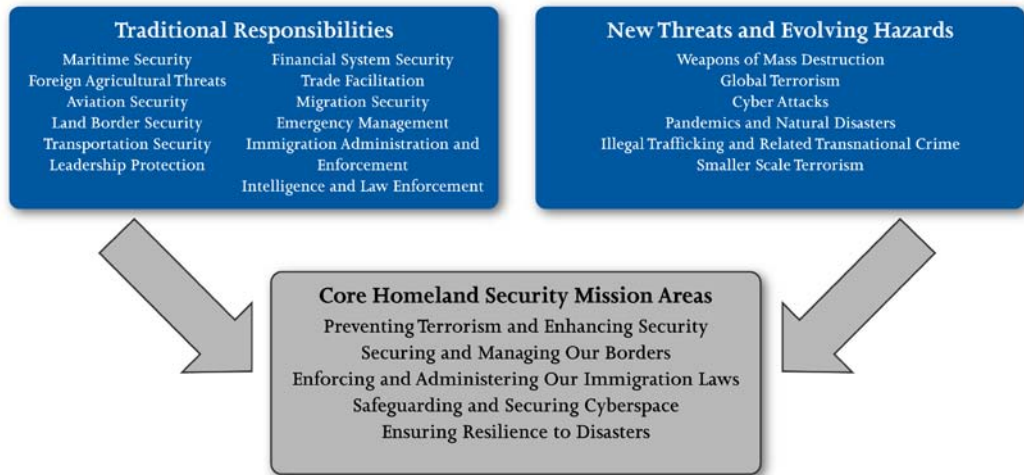 Traditional Responsibilities
Maritime Security
Foreign Agricultural Threats
Aviation Security
Land Border Security
Transportation Security
Leadership Protection
Financial System Security
Trade Facilitation
Migration Security
Emergency Management
Immigration Administration and
Enforcement
Intelligence and Law Enforcement
New Threats and Evolving Hazards
Weapons of Mass Destruction
Global Terrorism
Cyber Attacks
Pandemics and Natural Disasters
Illegal Trafficking and Related Transnational Crime
Smaller Scale Terrorism
Core Homeland Security Mission Areas
Preventing Terrorism and Enhancing Security
Securing and Managing Our Borders
Enforcing and Administering Our Immigration Laws
Safeguarding and Securing Cyberspace
Ensuring Resilience to Disasters